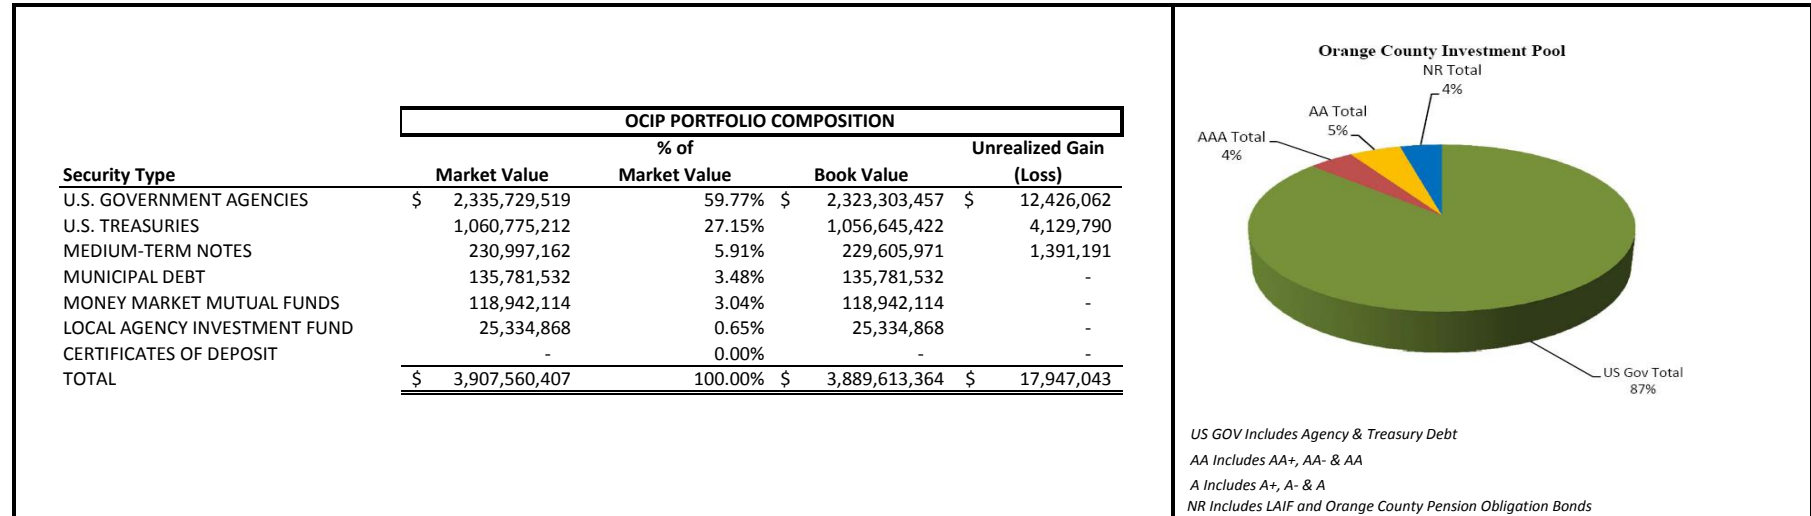 OCIP PORTFOLIO COMPOSITION
% of Unrealized Gain
Security Type Market Value Market Value Book Value (Loss)
U.S. GOVERNMENT AGENCIES $ 2,335,729,519 59.77% $ 2,323,303,457 $ 12,426,062
U.S. TREASURIES 1,060,775,212 27.15% 1,056,645,422 4,129,790
MEDIUM-TERM NOTES 230,997,162 5.91% 229,605,971 1,391,191
MUNICIPAL DEBT 135,781,532 3.48% 135,781,532 -
MONEY MARKET MUTUAL FUNDS 118,942,114 3.04% 118,942,114 -
LOCAL AGENCY INVESTMENT FUND 25,334,868 0.65% 25,334,868 -
CERTIFICATES OF DEPOSIT - 0.00% - -
TOTAL $ 3,907,560,407 100.00% $ 3,889,613,364 $ 17,947,043
Orange County Investment Pool
NR Total
4%
AA Total
5%
AAA Total
4%
US Gov Total
87%
US GOV Includes Agency & Treasury Debt
AA Includes AA+, AA- & AA
A Includes A+, A- & A
NR Includes LAIF and Orange County Pension Obligation Bonds